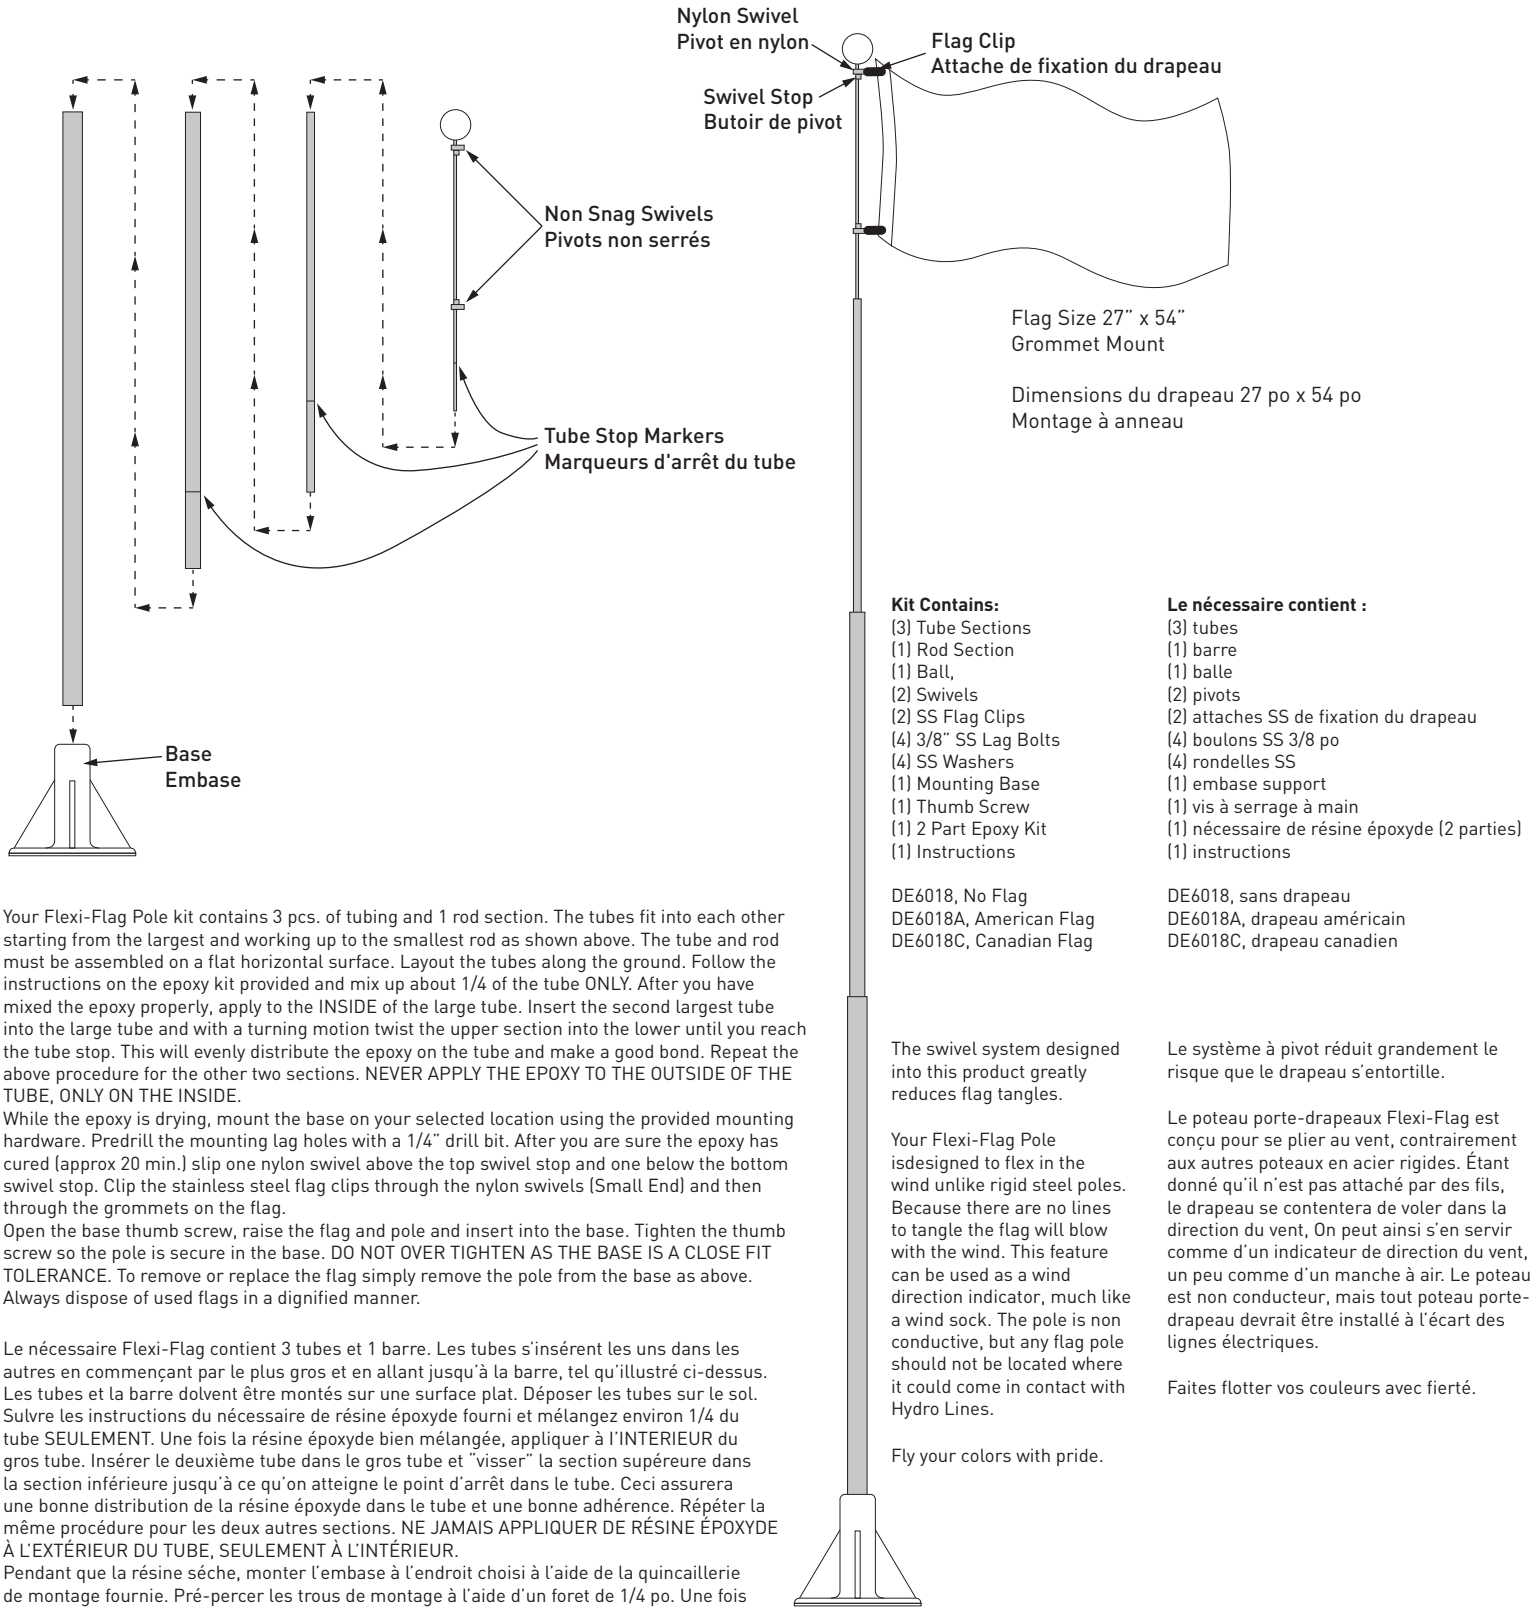 Nylon Swivel
Pivot en nylon
Flag Clip
Attache de fixation du drapeau
Swivel Stop
Butoir de pivot
Non Snag Swivels
Pivots non serrés
Flag Size 27” x 54”
Grommet Mount
Dimensions du drapeau 27 po x 54 po
Montage à anneau
Tube Stop Markers
Marqueurs d'arrêt du tube
Base
Embase
Kit Contains:
(3) Tube Sections
(1) Rod Section
(1) Ball,
(2) Swivels
(2) SS Flag Clips
(4) 3/8” SS Lag Bolts
(4) SS Washers
(1) Mounting Base
(1) Thumb Screw
(1) 2 Part Epoxy Kit
(1) Instructions
DE6018, No Flag
DE6018A, American Flag
DE6018C, Canadian Flag
Le nécessaire contient :
(3) tubes
(1) barre
(1) balle
(2) pivots
(2) attaches SS de fixation du drapeau
(4) boulons SS 3/8 po
(4) rondelles SS
(1) embase support
(1) vis à serrage à main
(1) nécessaire de résine époxyde (2 parties)
(1) instructions
DE6018, sans drapeau
DE6018A, drapeau américain
DE6018C, drapeau canadien
Your Flexi-Flag Pole kit contains 3 pcs. of tubing and 1 rod section. The tubes fit into each other
starting from the largest and working up to the smallest rod as shown above. The tube and rod
must be assembled on a flat horizontal surface. Layout the tubes along the ground. Follow the
instructions on the epoxy kit provided and mix up about 1/4 of the tube ONLY. After you have
mixed the epoxy properly, apply to the INSIDE of the large tube. Insert the second largest tube
into the large tube and with a turning motion twist the upper section into the lower until you reach
the tube stop. This will evenly distribute the epoxy on the tube and make a good bond. Repeat the
above procedure for the other two sections. NEVER APPLY THE EPOXY TO THE OUTSIDE OF THE
TUBE, ONLY ON THE INSIDE.
While the epoxy is drying, mount the base on your selected location using the provided mounting
hardware. Predrill the mounting lag holes with a 1/4” drill bit. After you are sure the epoxy has
cured (approx 20 min.) slip one nylon swivel above the top swivel stop and one below the bottom
swivel stop. Clip the stainless steel flag clips through the nylon swivels (Small End) and then
through the grommets on the flag.
Open the base thumb screw, raise the flag and pole and insert into the base. Tighten the thumb
screw so the pole is secure in the base. DO NOT OVER TIGHTEN AS THE BASE IS A CLOSE FIT
TOLERANCE. To remove or replace the flag simply remove the pole from the base as above.
Always dispose of used flags in a dignified manner.
Le nécessaire Flexi-Flag contient 3 tubes et 1 barre. Les tubes s’insérent les uns dans les
autres en commençant par le plus gros et en allant jusqu’à la barre, tel qu’illustré ci-dessus.
Les tubes et la barre dolvent être montés sur une surface plat. Déposer les tubes sur le sol.
Sulvre les instructions du nécessaire de résine époxyde fourni et mélangez environ 1/4 du
tube SEULEMENT. Une fois la résine époxyde bien mélangée, appliquer à l’INTERIEUR du
gros tube. Insérer le deuxième tube dans le gros tube et “visser” la section supéreure dans
la section inférieure jusqu’à ce qu’on atteigne le point d’arrêt dans le tube. Ceci assurera
une bonne distribution de la résine époxyde dans le tube et une bonne adhérence. Répéter la
même procédure pour les deux autres sections. NE JAMAIS APPLIQUER DE RÉSINE ÉPOXYDE
À L’EXTÉRIEUR DU TUBE, SEULEMENT À L’INTÉRIEUR.
Pendant que la résine séche, monter l’embase à l’endroit choisi à l’aide de la quincaillerie
de montage fournie. Pré-percer les trous de montage à l’aide d’un foret de 1/4 po. Une fois
The swivel system designed
into this product greatly
reduces flag tangles.
Your Flexi-Flag Pole
isdesigned to flex in the
wind unlike rigid steel poles.
Because there are no lines
to tangle the flag will blow
with the wind. This feature
can be used as a wind
direction indicator, much like
a wind sock. The pole is non
conductive, but any flag pole
should not be located where
it could come in contact with
Hydro Lines.
Fly your colors with pride.
Le système à pivot réduit grandement le
risque que le drapeau s’entortille.
Le poteau porte-drapeaux Flexi-Flag est
conçu pour se plier au vent, contrairement
aux autres poteaux en acier rigides. Étant
donné qu’il n’est pas attaché par des fils,
le drapeau se contentera de voler dans la
direction du vent, On peut ainsi s’en servir
comme d’un indicateur de direction du vent,
un peu comme d’un manche à air. Le poteau
est non conducteur, mais tout poteau porte-
drapeau devrait être installé à l’écart des
lignes électriques.
Faites flotter vos couleurs avec fierté.